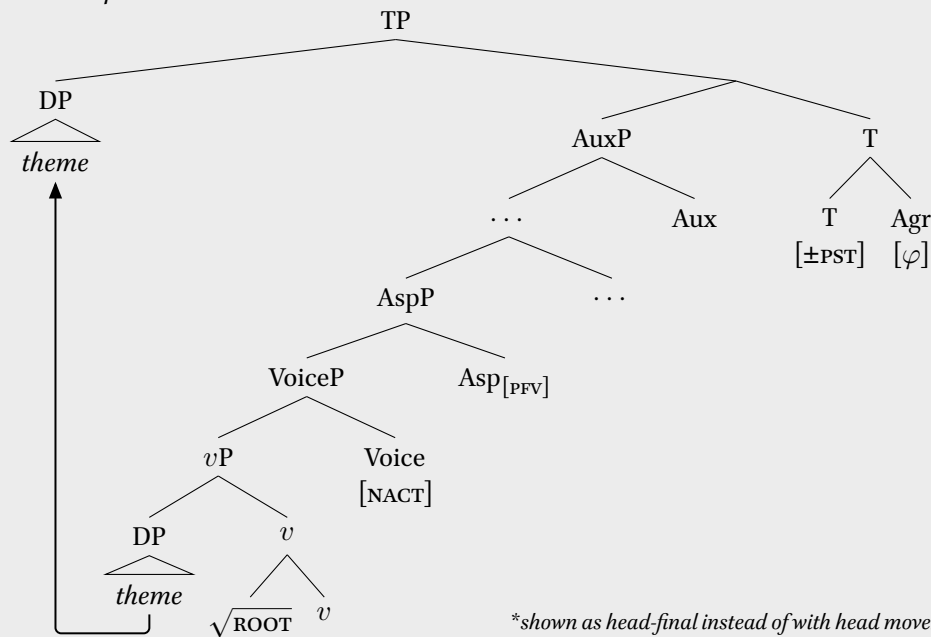 TP
DP
theme
AuxP
T
. . .
Aux
T
Agr
[±PST]
[φ]
AspP
. . .
VoiceP
Asp[PFV]
vP
Voice
[NACT]
DP
v
theme
√ROOT
v
*shown as head-final instead of with head move